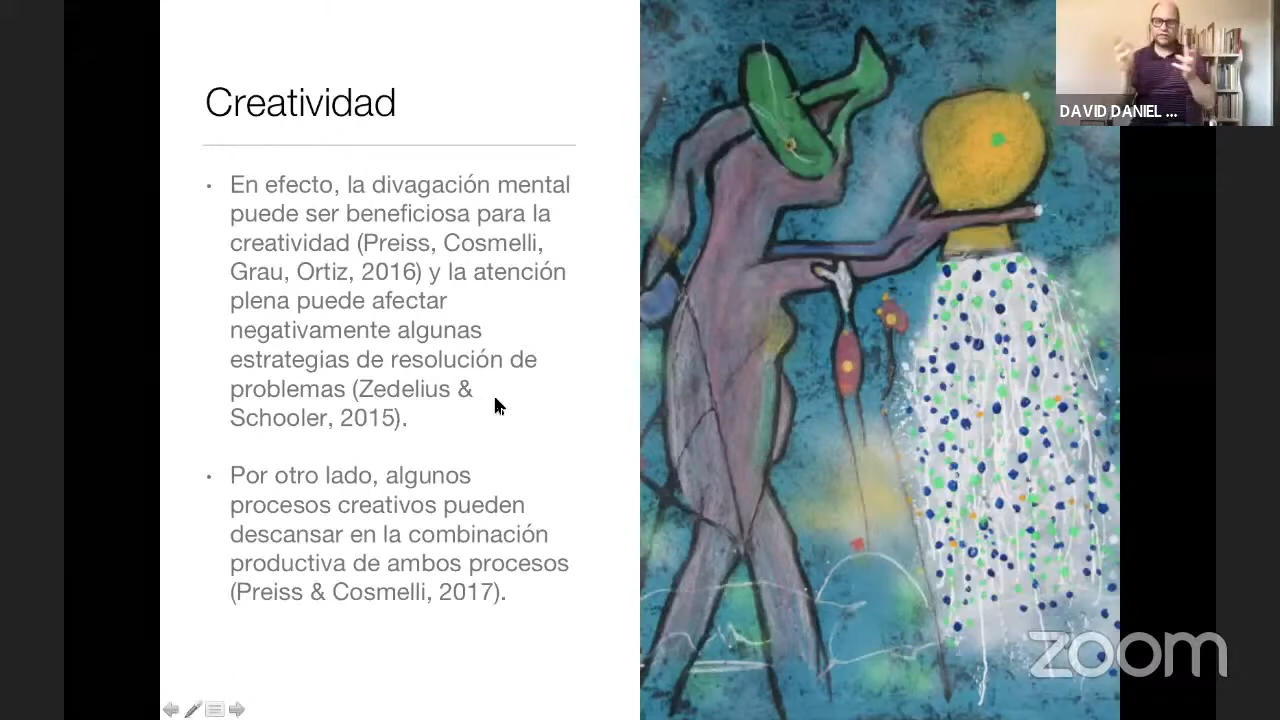 Creatividad
En efecto, la divagación mental
puede ser beneficiosa para la
creatividad (Preiss, Cosmelli,
Grau, Ortiz, 2016) y la atención
plena puede afectar
negativamente algunas
estrategias de resolución de
problemas (Zedelius &
Schooler, 2015).
Por otro lado, algunos
procesos creativos pueden
descansar en la combinación
productiva de ambos procesos
(Preiss & Cosmelli, 2017).
DAVID DANIEL ...
zoom